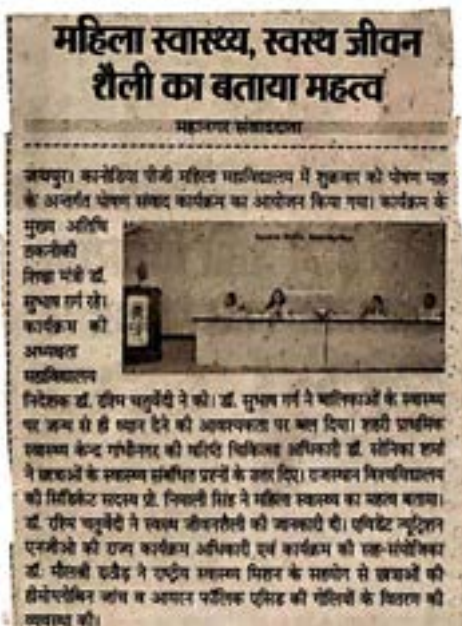 महिला स्वास्थ्य, स्वस्थ जीवन
शैली का बताया महत्व
महानगर संवाददाता
जयपुर। कानोडिया पीजी महिला महाविद्यालय में शुक्रवार को पोषण माह
के अन्तर्गत पोषण संवाद कार्यक्रम का आयोजन किया गया। कार्यक्रम के
मुख्य अतिथि
तकनीकी
शिक्षा मंत्री डॉ.
सुभाष गर्ग रहे।
कार्यक्रम की
अध्यक्षता
महाविद्यालय
निदेशक डॉ. रश्मि चतुर्वेदी ने की। डॉ. सुभाष गर्ग ने बालिकाओं के स्वास्थ्य
पर जन्म से ही ध्यान देने की आवश्यकता पर बल दिया। शहरी प्राथमिक
स्वास्थ्य केन्द्र गांधीनगर की वरिष्ठ चिकित्सा अधिकारी डॉ. सोनिका शर्मा
ने छात्राओं के स्वास्थ्य संबंधित प्रश्नों के उत्तर दिए। राजस्थान विश्वविद्यालय
की सिंडिकेट सदस्य प्रो. सिंह ने महिला स्वास्थ्य का महत्व बताया।
डॉ. रश्मि चतुर्वेदी ने स्वस्थ जीवनशैली की जानकारी दी। न्यूट्रिशन
एनजीओ की राज्य कार्यक्रम अधिकारी एवं कार्यक्रम की सह-संयोजिका
डॉ. राठौड़ ने राष्ट्रीय स्वास्थ्य मिशन के सहयोग से छात्राओं की
हीमोग्लोबिन जांच व आयरन फॉलिक एसिड की गोलियों के वितरण की
व्यवस्था की।